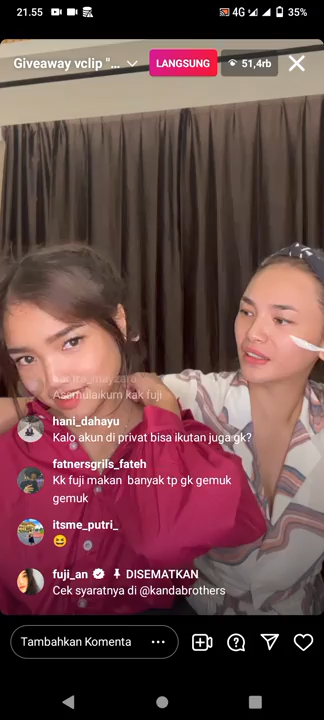 21.55
4G
35%
Giveaway vclip "...
LANGSUNG
51,4rb
Asemulaikum kak fuji
hani_dahayu
Kalo akun di privat bisa ikutan juga gk?
fatnersgrils_fateh
Kk fuji makan banyak tp gk gemuk
gemuk
itsme_putri_
fuji_an DISEMATKAN
Cek syaratnya di @kandabrothers
Tambahkan Komenta